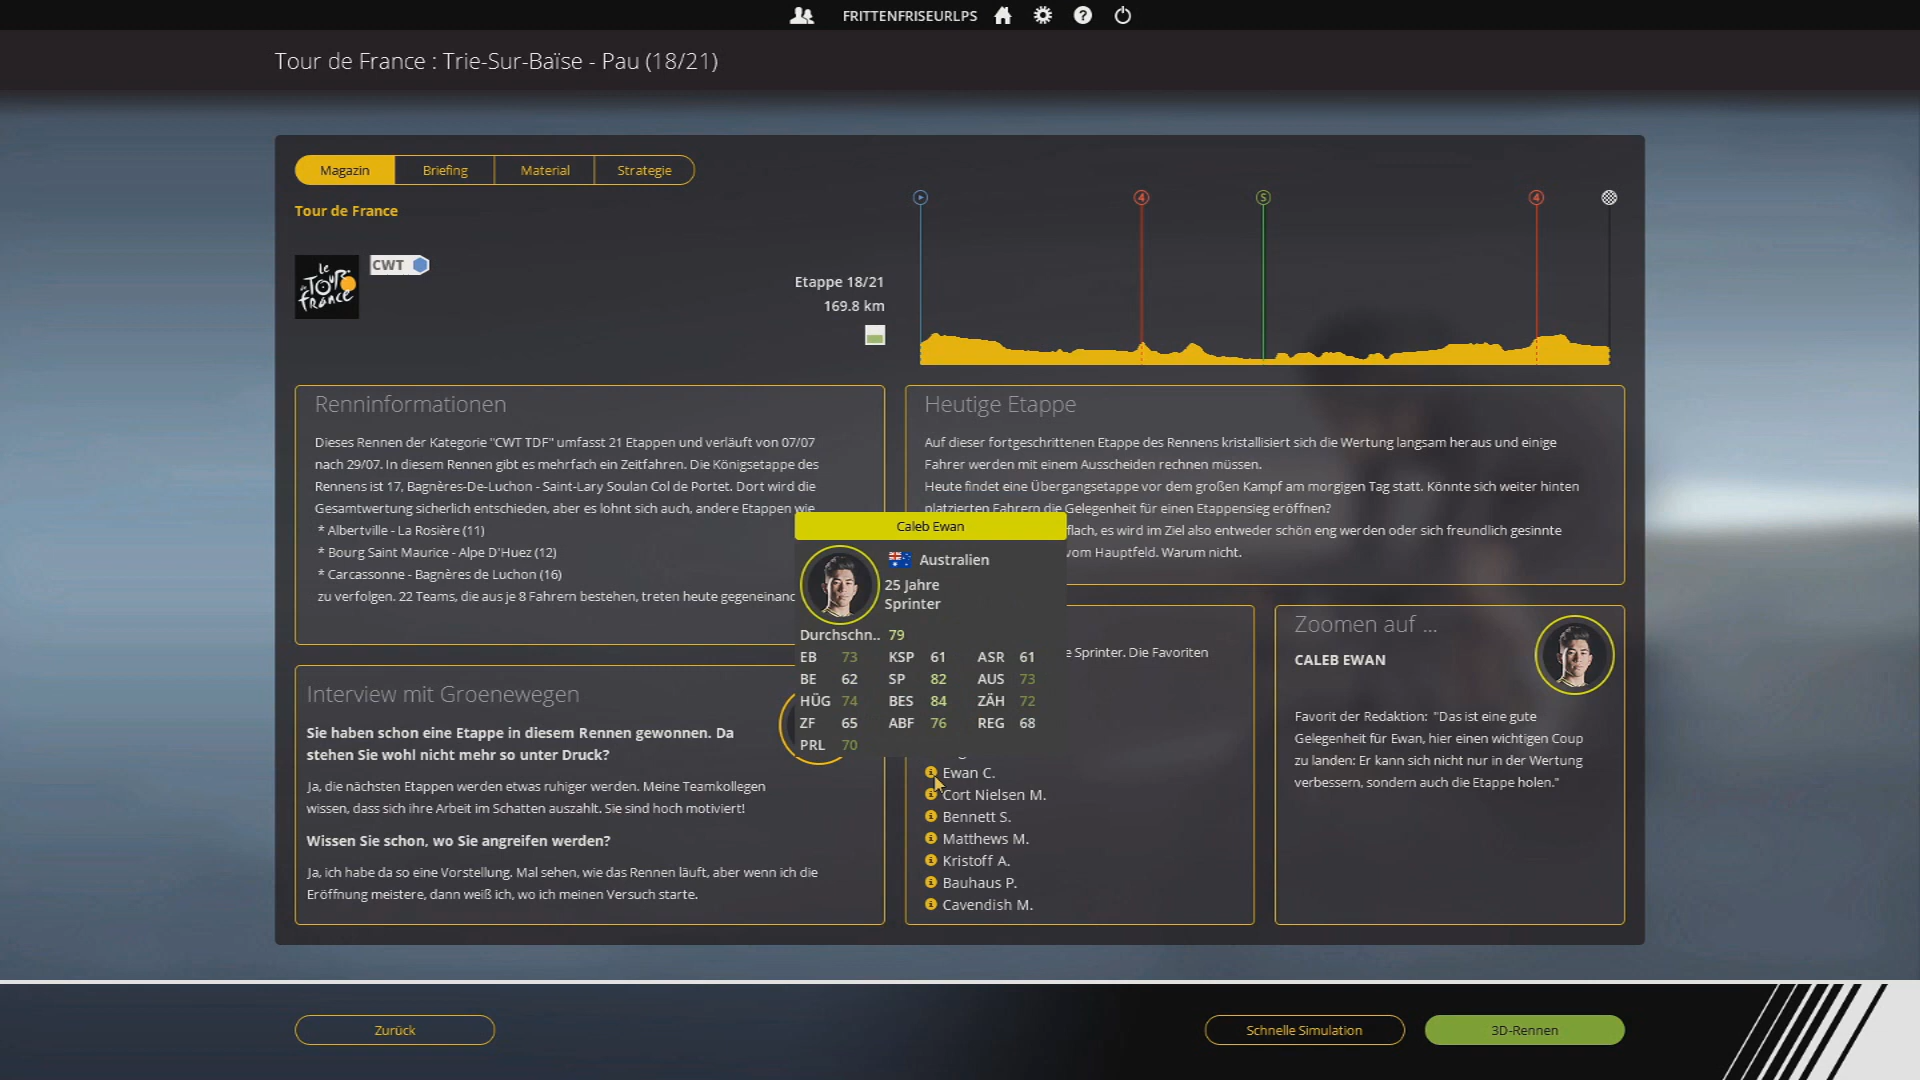 FRITTENFRISEURLPS
Tour de France : Trie-Sur-Baïse - Pau (18/21)
Magazin
Briefing
Material
Strategie
Tour de France
le
Tour
de
france
CWT
Etappe 18/21
169.8 km
4
S
4
Renninformationen
Dieses Rennen der Kategorie "CWT TDF" umfasst 21 Etappen und verläuft von 07/07
nach 29/07. In diesem Rennen gibt es mehrfach ein Zeitfahren. Die Königsetappe des
Rennens ist 17, Bagnères-De-Luchon - Saint-Lary Soulan Col de Portet. Dort wird die
Gesamtwertung sicherlich entschieden, aber es lohnt sich auch, andere Etappen wie
* Albertville - La Rosière (11)
* Bourg Saint Maurice - Alpe D'Huez (12)
* Carcassonne - Bagnères de Luchon (16)
zu verfolgen. 22 Teams, die aus je 8 Fahrern bestehen, treten heute gegeneinanc
Heutige Etappe
Auf dieser fortgeschrittenen Etappe des Rennens kristallisiert sich die Wertung langsam heraus und einige
Fahrer werden mit einem Ausscheiden rechnen müssen.
Heute findet eine Übergangsetappe vor dem großen Kampf am morgigen Tag statt. Könnte sich weiter hinten
platzierten Fahrern die Gelegenheit für einen Etappensieg eröffnen?
flach, es wird im Ziel also entweder schön eng werden oder sich freundlich gesinnte
vom Hauptfeld. Warum nicht.
Caleb Ewan
Australien
25 Jahre
Sprinter
Durchschn.. 79
EB 73 KSP 61 ASR 61
BE 62 SP 82 AUS 73
HÜG 74 BES 84 ZÄH 72
ZF 65 ABF 76 REG 68
PRL 70
Interview mit Groenewegen
Sie haben schon eine Etappe in diesem Rennen gewonnen. Da
stehen Sie wohl nicht mehr so unter Druck?
Ja, die nächsten Etappen werden etwas ruhiger werden. Meine Teamkollegen
wissen, dass sich ihre Arbeit im Schatten auszahlt. Sie sind hoch motiviert!
Wissen Sie schon, wo Sie angreifen werden?
Ja, ich habe da so eine Vorstellung. Mal sehen, wie das Rennen läuft, aber wenn ich die
Eröffnung meistere, dann weiß ich, wo ich meinen Versuch starte.
e Sprinter. Die Favoriten
Ewan C.
Cort Nielsen M.
Bennett S.
Matthews M.
Kristoff A.
Bauhaus P.
Cavendish M.
Zoomen auf ...
CALEB EWAN
Favorit der Redaktion: "Das ist eine gute
Gelegenheit für Ewan, hier einen wichtigen Coup
zu landen: Er kann sich nicht nur in der Wertung
verbessern, sondern auch die Etappe holen."
Zurück
Schnelle Simulation
3D-Rennen